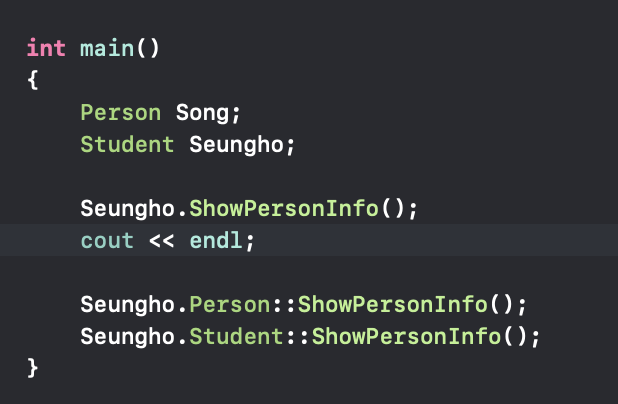 int main()
{
    Person Song;
    Student Seungho;
    Seungho.ShowPersonInfo();
    cout << endl;
    Seungho.Person::ShowPersonInfo();
    Seungho.Student::ShowPersonInfo();
}